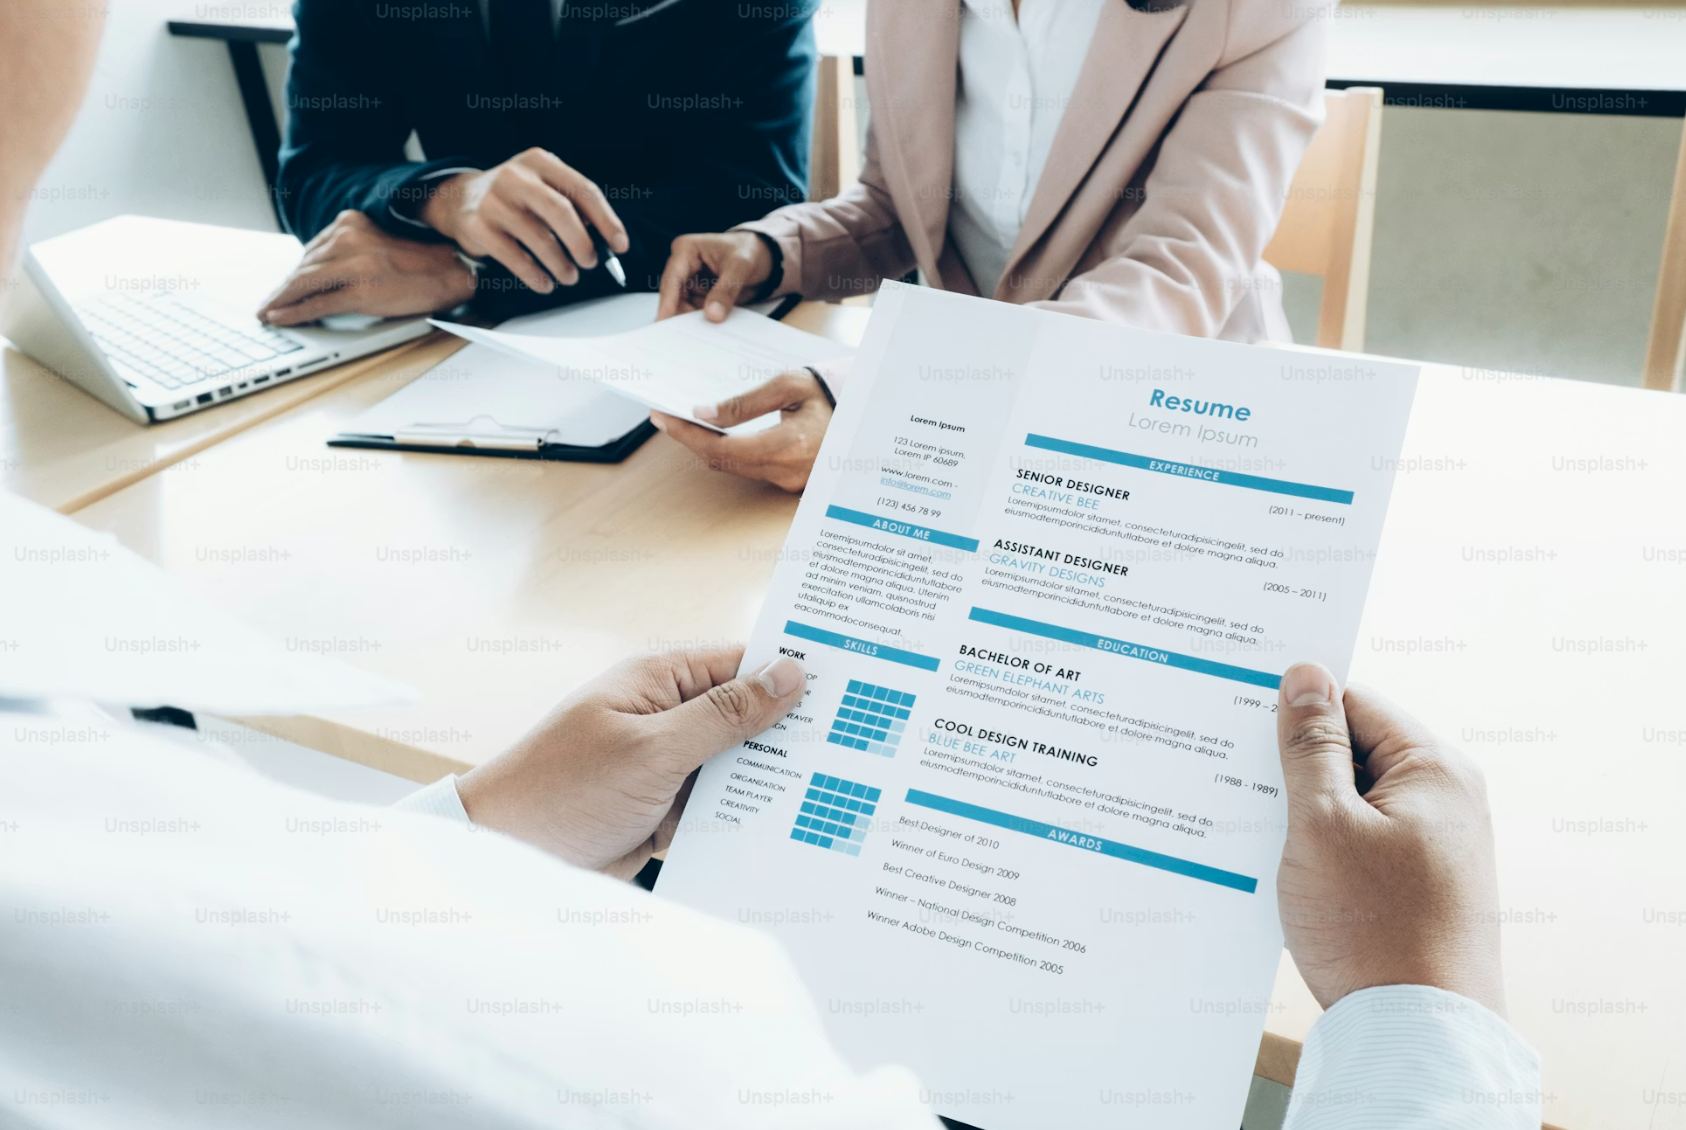 Resume
Lorem Ipsum
Lorem Ipsum
123 Lorem ipsum,
Lorem IP 60689
www.lorem.com -
info@lorem.com
(123) 456 78 99
ABOUT ME
Loremipsumdolor sit amet,
consecteturadipisicingelit, sed do
eiusmodtemporincididuntutlabore
et dolore magna aliqua. Utenim
ad minim veniam, quisnostrud
exercitation ullamcolaboris nisi
utaliquip ex
eacommodoconsequat.
SKILLS
WORK
PERSONAL
COMMUNICATION
ORGANIZATION
TEAM PLAYER
CREATIVITY
SOCIAL
EXPERIENCE
SENIOR DESIGNER
CREATIVE BEE
(2011 – present)
Loremipsumdolor sitamet, consecteturadipisicingelit, sed do
eiusmodtemporincididuntutlabore et dolore magna aliqua.
ASSISTANT DESIGNER
GRAVITY DESIGNS
(2005 – 2011)
Loremipsumdolor sitamet, consecteturadipisicingelit, sed do
eiusmodtemporincididuntutlabore et dolore magna aliqua.
EDUCATION
BACHELOR OF ART
GREEN ELEPHANT ARTS
(1999 – 2
Loremipsumdolor sitamet, consecteturadipisicingelit, sed do
eiusmodtemporincididuntutlabore et dolore magna aliqua.
COOL DESIGN TRAINING
BLUE BEE ART
(1988 - 1989)
Loremipsumdolor sitamet, consecteturadipisicingelit, sed do
eiusmodtemporincididuntutlabore et dolore magna aliqua.
AWARDS
Best Designer of 2010
Winner of Euro Design 2009
Best Creative Designer 2008
Winner – National Design Competition 2006
Winner Adobe Design Competition 2005
Unsplash+